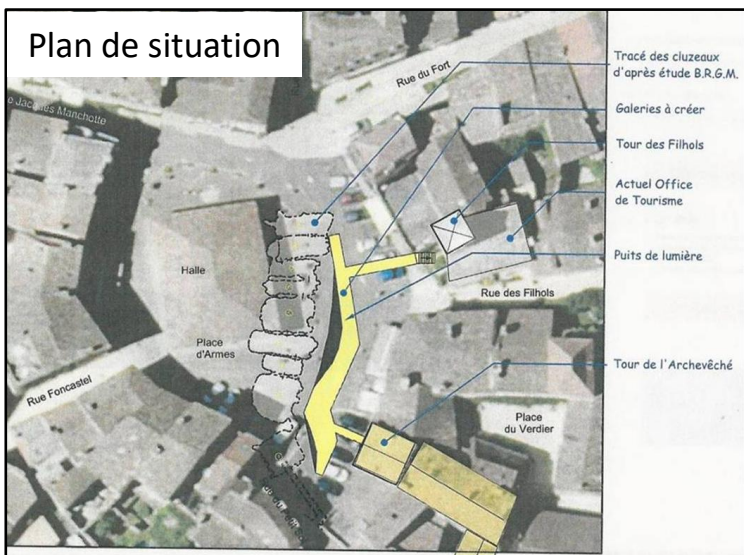 Plan de situation
Rue du Fort
Jacques Manchotte
Tracé des cluzeaux
d'après étude B.R.G.M.
Galeries à créer
Tour des Filhols
Actuel Office
de Tourisme
Halle
Puits de lumière
Rue des Filhols
Place
d'Armes
Rue Foncastel
Tour de l'Archevêché
Place
du Verdier